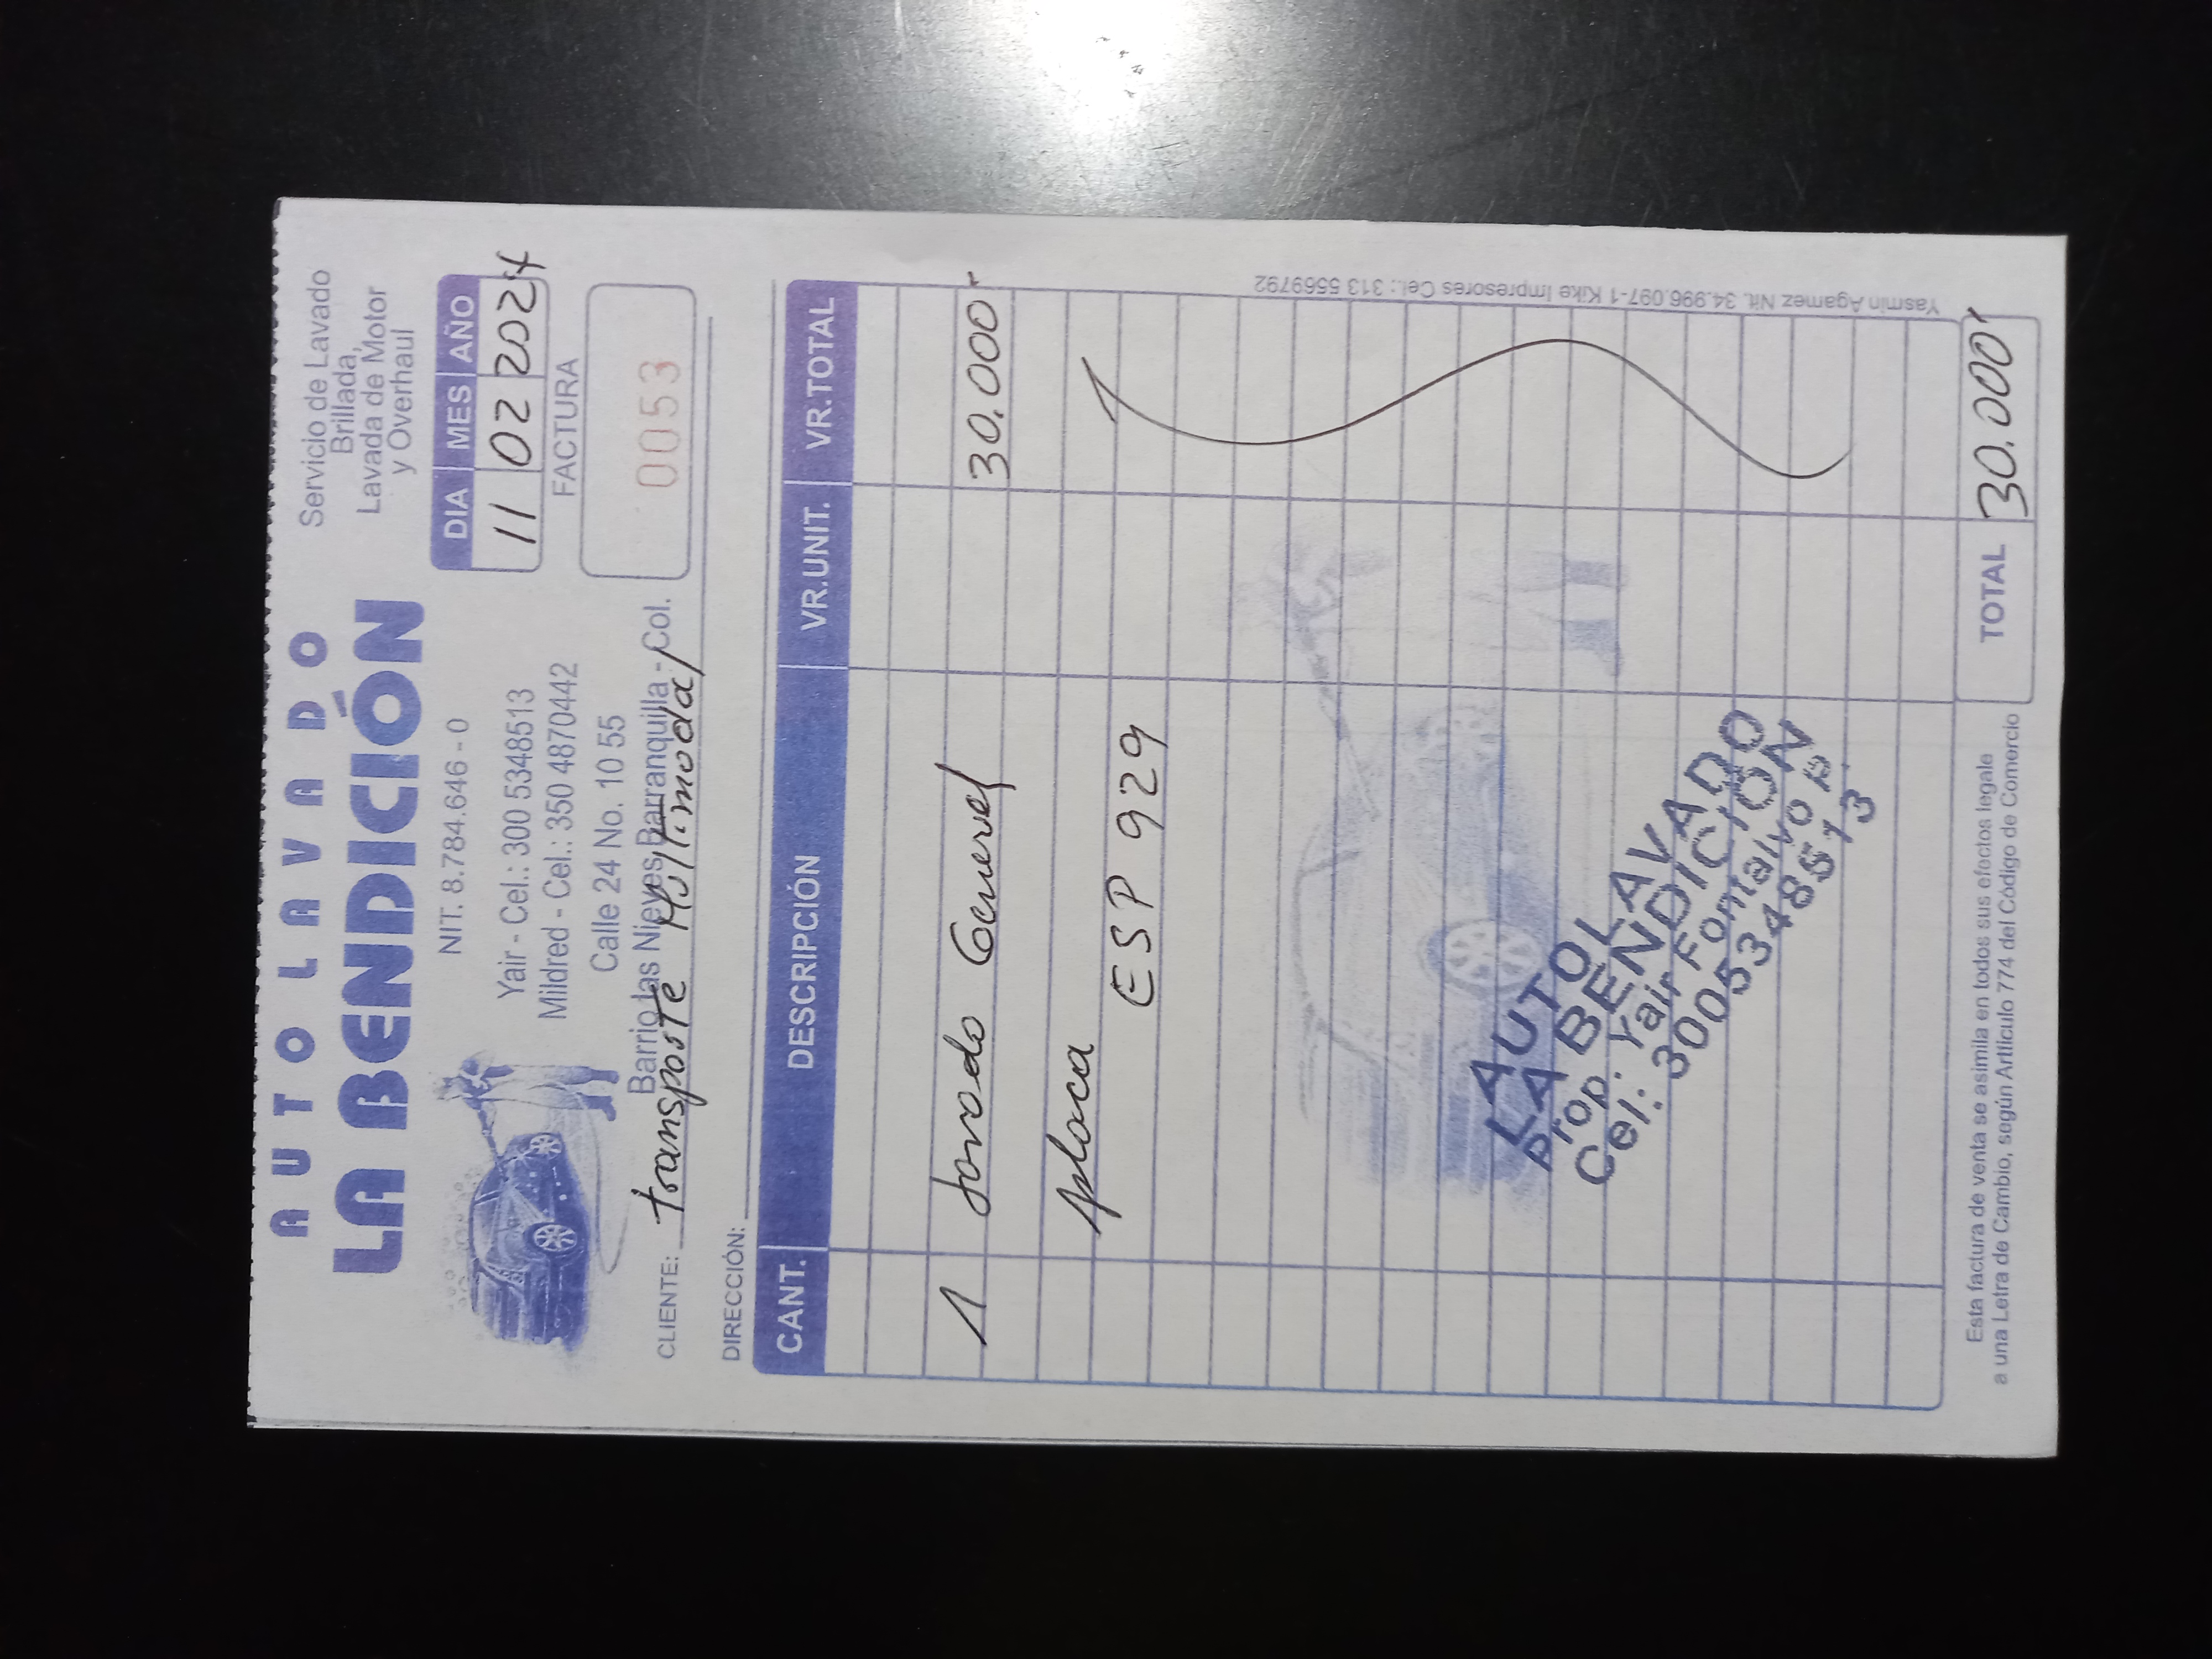 AUTO LAVADO
LA BENDICIÓN
Servicio de Lavado
Brillada,
Lavada de Motor
y Overhaul
NIT. 8.784.646 - 0
Yair - Cel.: 300 5348513
Mildred - Cel.: 350 4870442
Calle 24 No. 10 55
Barrio las Nieves Barranquilla - Col.
DIA MES AÑO
11 02 2024
FACTURA
0053
CLIENTE: transposte Multimodal
DIRECCIÓN:
CANT. DESCRIPCIÓN VR.UNIT. VR.TOTAL
1 Lavado General 30.000
placa
ESP 929
AUTOLAVADO
LA BENDICIÓN
Prop.: Yair Fontalvo P.
Cel.: 3005348513
TOTAL 30.000
Esta factura de venta se asimila en todos sus efectos legale
a una Letra de Cambio, según Artticulo 774 del Código de Comercio
Yasmin Agamez Nit. 34.996.097-1 Kike Impresores Cel.: 313 5569792